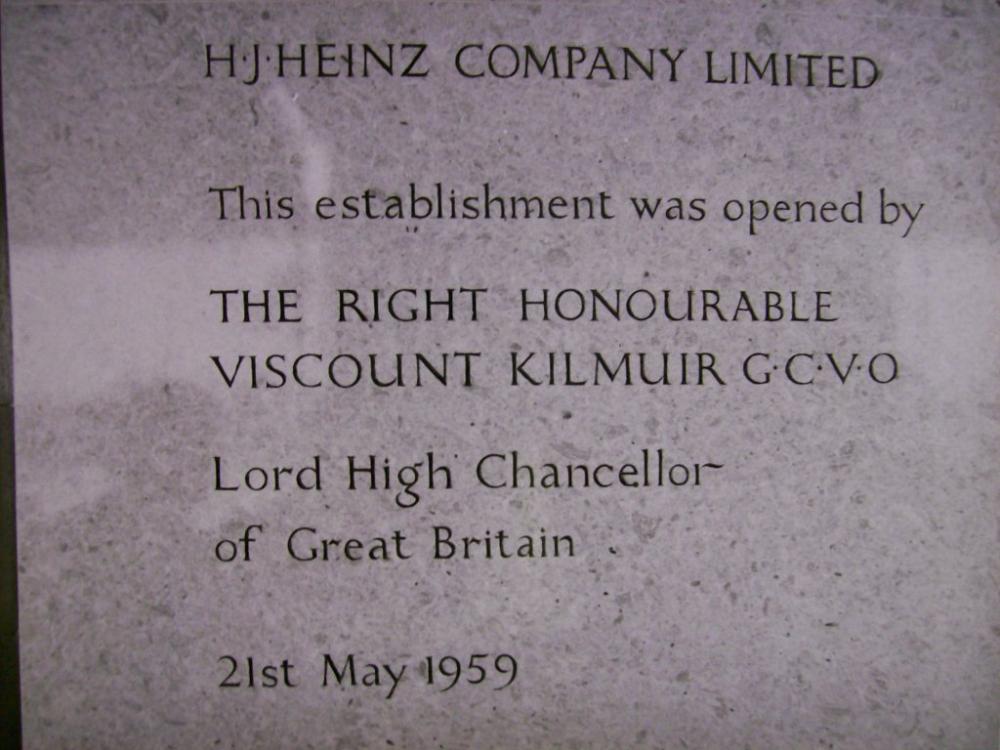 H·J·HEINZ COMPANY LIMITED
This establishment was opened by
THE RIGHT HONOURABLE
VISCOUNT KILMUIR G·C·V·O
Lord High Chancellor
of Great Britain
21st May 1959